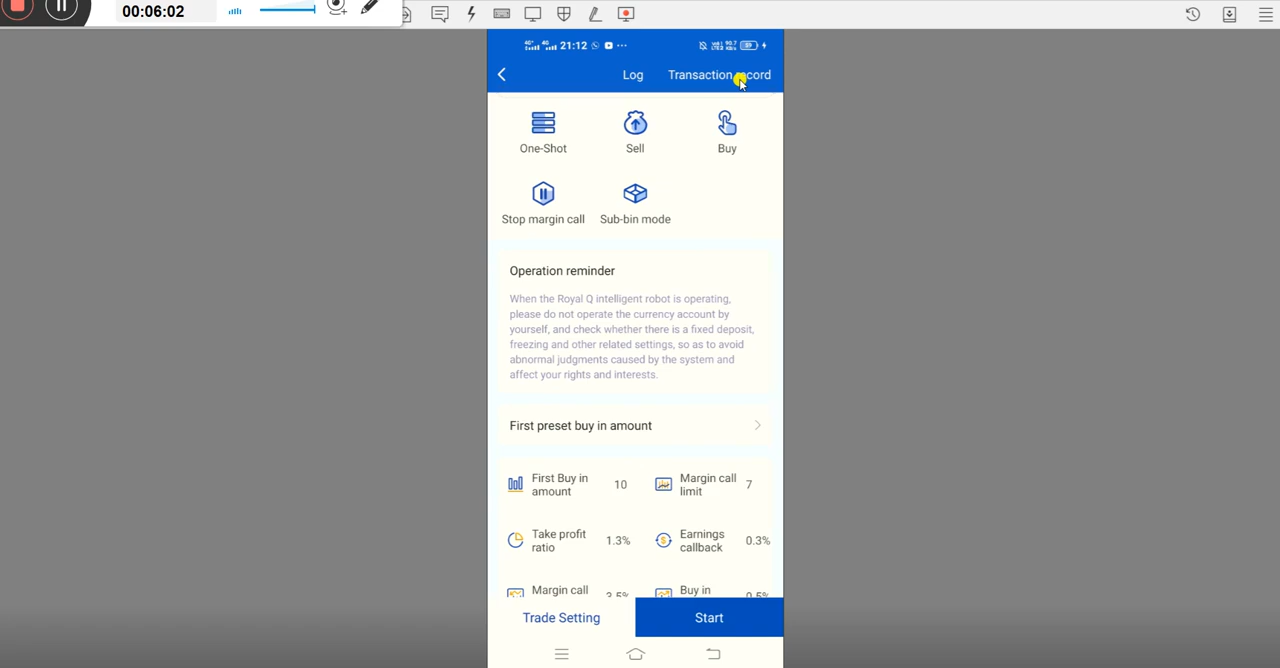 00:06:02
21:12
Log Transaction record
One-Shot Sell Buy
Stop margin call Sub-bin mode
Operation reminder
When the Royal Q intelligent robot is operating,
please do not operate the currency account by
yourself, and check whether there is a fixed deposit,
freezing and other related settings, so as to avoid
abnormal judgments caused by the system and
affect your rights and interests.
First preset buy in amount
First Buy in
amount
10
Margin call
limit
7
Take profit
ratio
1.3%
Earnings
callback
0.3%
Margin call
3.5%
Buy in
0.5%
Trade Setting Start